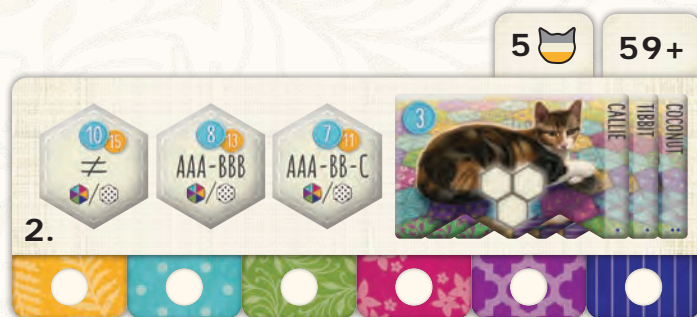 5 59+
10 15 8 13 7 11 3
≠ AAA-BBB AAA-BB-C
/ / /
CALLIE TIBBIT COCONUT
2.